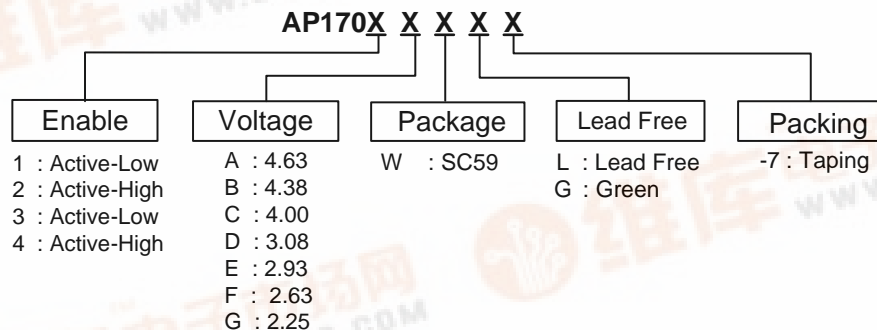 AP170X X X X X
Enable
1 : Active-Low
2 : Active-High
3 : Active-Low
4 : Active-High
Voltage
A : 4.63
B : 4.38
C : 4.00
D : 3.08
E : 2.93
F : 2.63
G : 2.25
Package
W : SC59
Lead Free
L : Lead Free
G : Green
Packing
-7 : Taping